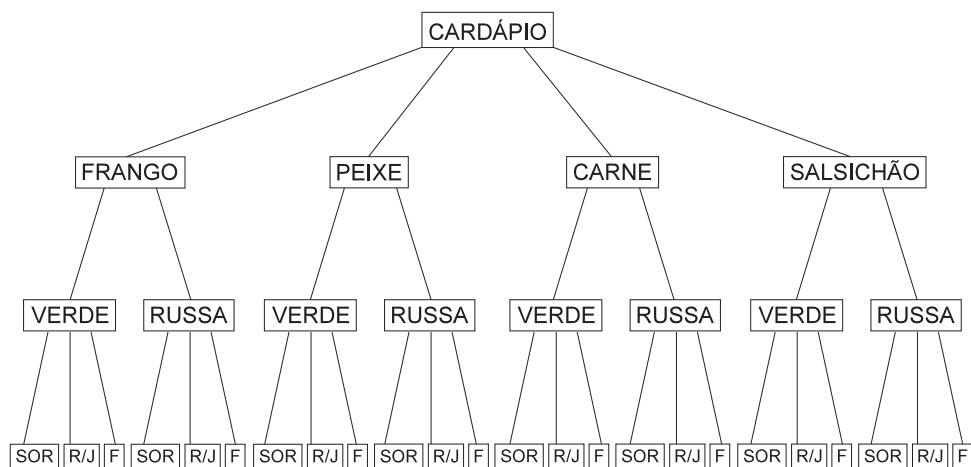 CARDÁPIO
FRANGO PEIXE CARNE SALSICHÃO
VERDE RUSSA VERDE RUSSA VERDE RUSSA VERDE RUSSA
SOR R/J F SOR R/J F SOR R/J F SOR R/J F SOR R/J F SOR R/J F SOR R/J F SOR R/J F